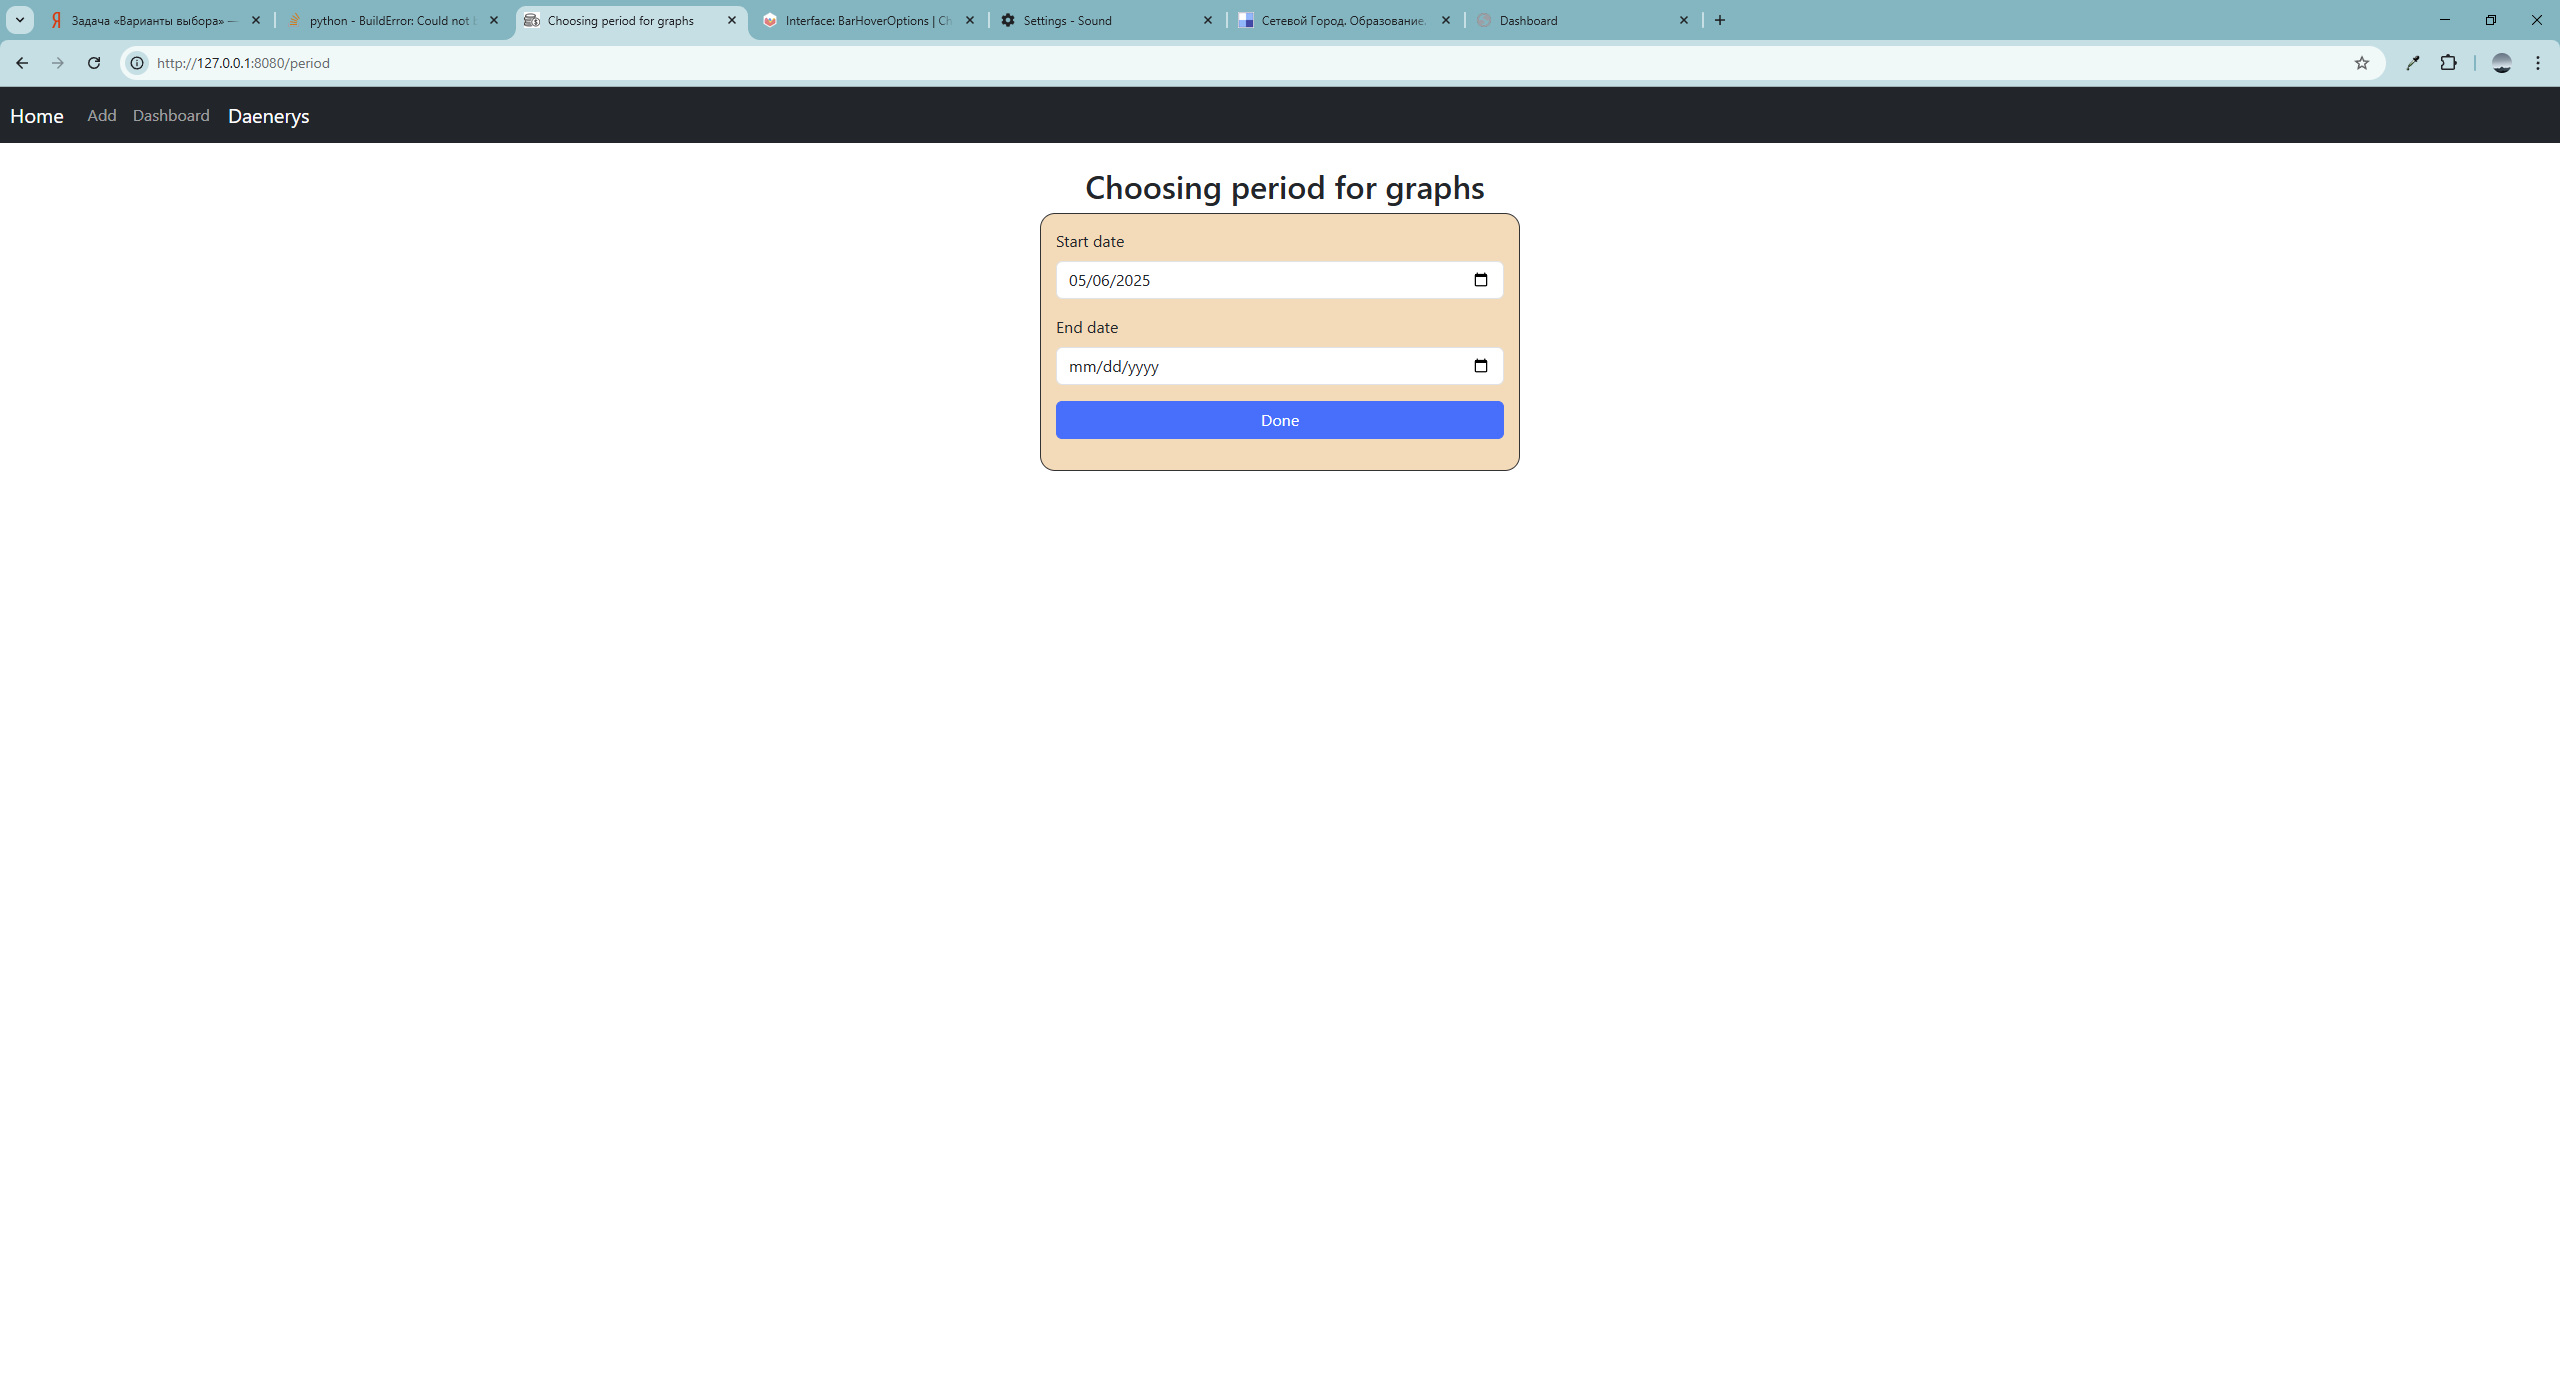 Задача «Варианты выбора» —
python - BuildError: Could not
Choosing period for graphs
Interface: BarHoverOptions | Ch
Settings - Sound
Сетевой Город. Образование.
Dashboard
http://127.0.0.1:8080/period
Home Add Dashboard Daenerys
Choosing period for graphs
Start date
05/06/2025
End date
mm/dd/yyyy
Done